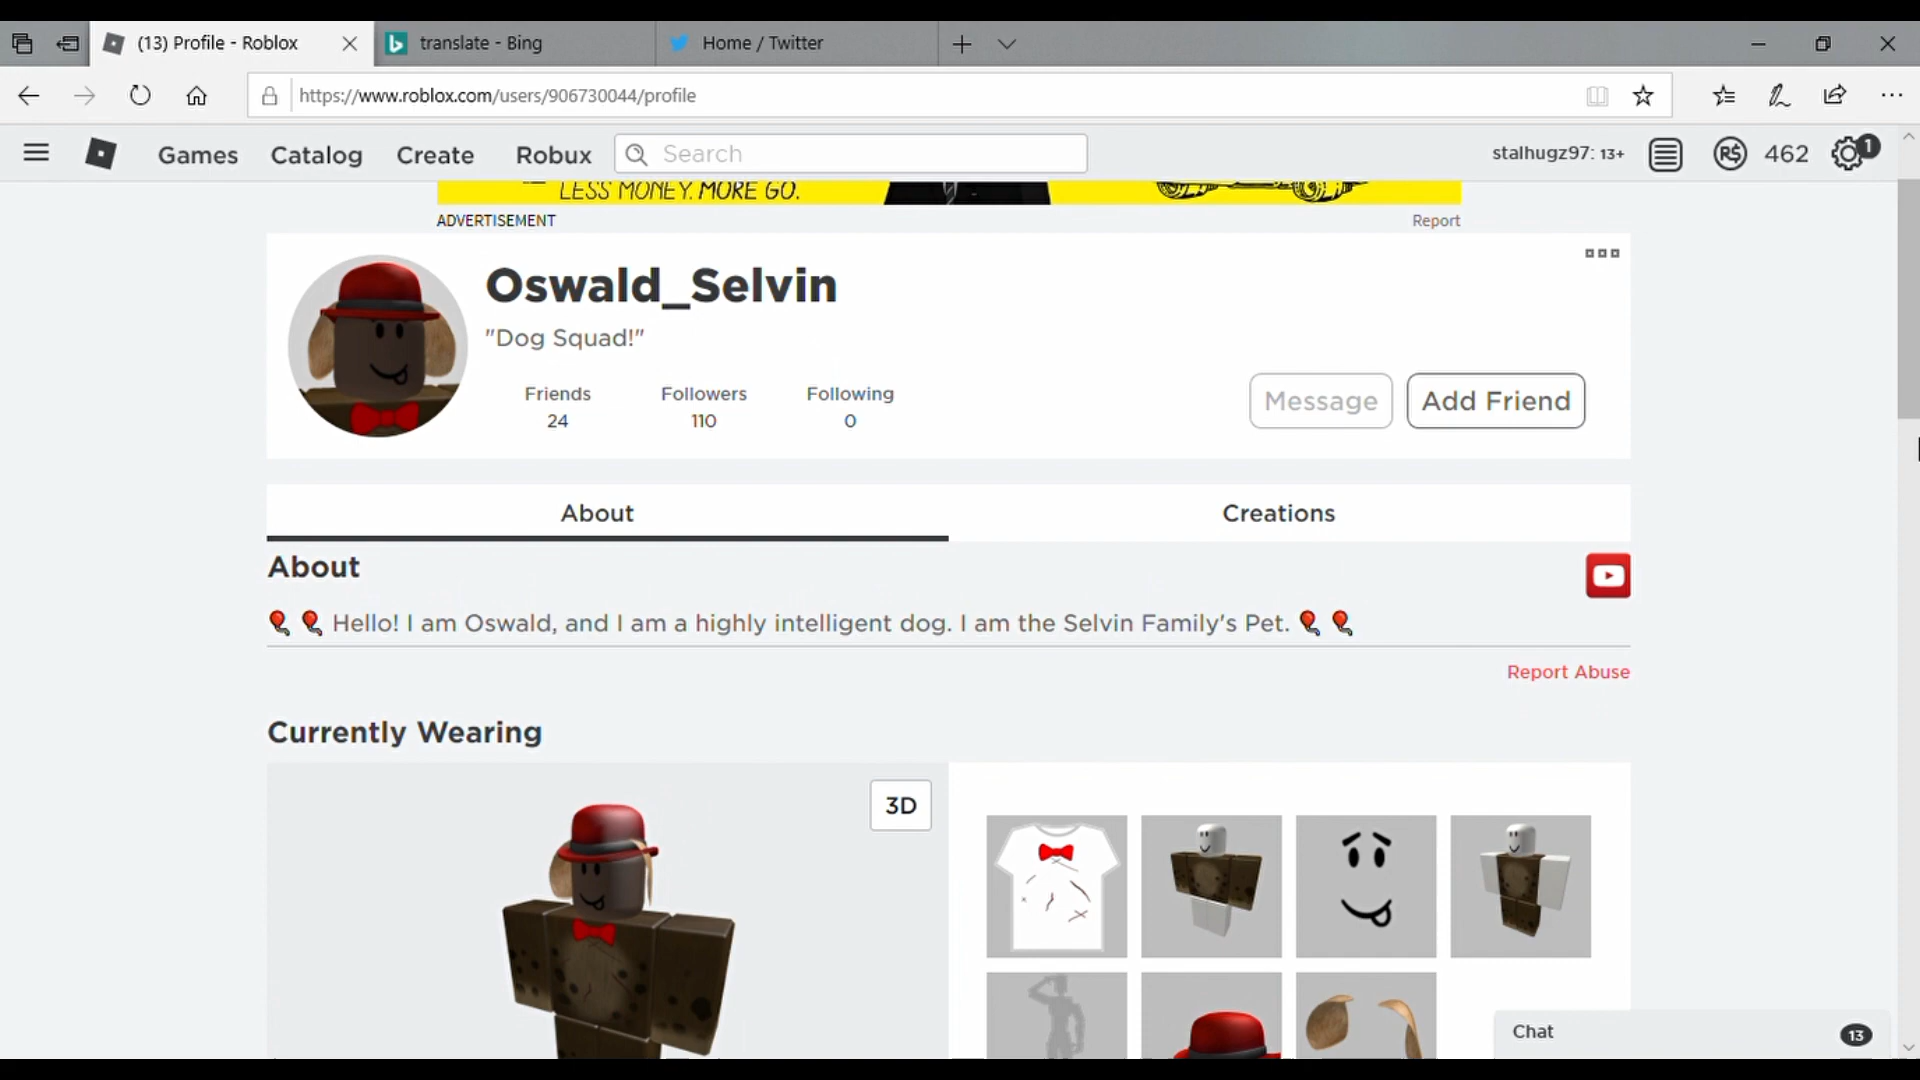 (13) Profile - Roblox
translate - Bing
Home / Twitter
https://www.roblox.com/users/906730044/profile
Games
Catalog
Create
Robux
Search
stalhugz97: 13+
R$
462
1
LESS MONEY. MORE GO.
ADVERTISEMENT
Report
Oswald_Selvin
"Dog Squad!"
Friends
Followers
Following
24
110
0
Message
Add Friend
About
Creations
About
Hello! I am Oswald, and I am a highly intelligent dog. I am the Selvin Family's Pet.
Report Abuse
Currently Wearing
3D
Chat
13